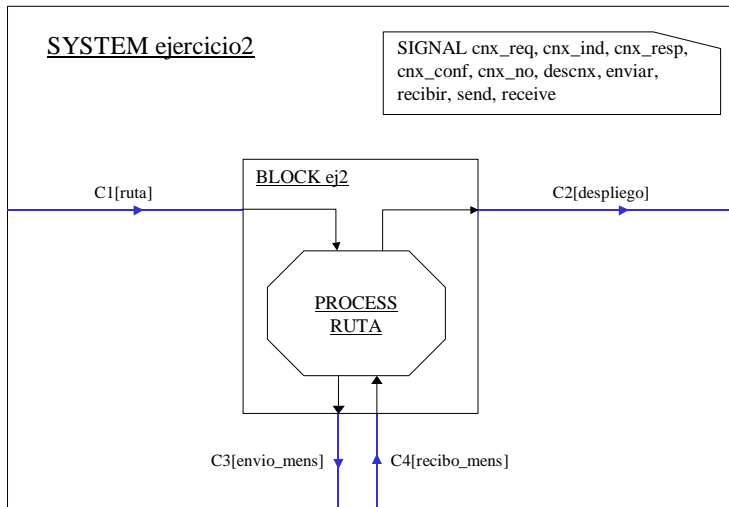 SYSTEM ejercicio2
SIGNAL cnx_req, cnx_ind, cnx_resp,
cnx_conf, cnx_no, descnx, enviar,
recibir, send, receive
BLOCK ej2
C1[ruta]
C2[despliego]
PROCESS
RUTA
C3[envio_mens]
C4[recibo_mens]